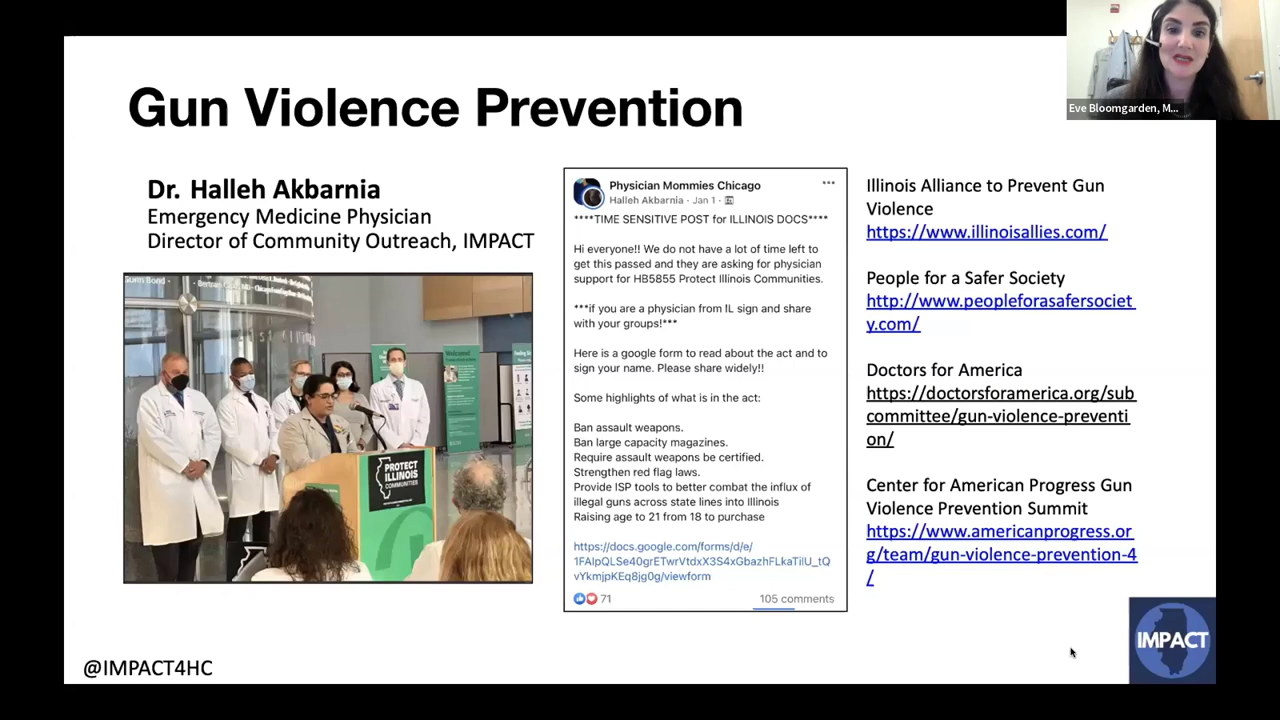 Eve Bloomgarden, M...
Gun Violence Prevention
Dr. Halleh Akbarnia
Emergency Medicine Physician
Director of Community Outreach, IMPACT
PROTECT
ILLINOIS
COMMUNITIES
Physician Mommies Chicago
Halleh Akbarnia · Jan 1 ·
****TIME SENSITIVE POST for ILLINOIS DOCS****
Hi everyone!! We do not have a lot of time left to
get this passed and they are asking for physician
support for HB5855 Protect Illinois Communities.
***if you are a physician from IL sign and share
with your groups!***
Here is a google form to read about the act and to
sign your name. Please share widely!!
Some highlights of what is in the act:
Ban assault weapons.
Ban large capacity magazines.
Require assault weapons be certified.
Strengthen red flag laws.
Provide ISP tools to better combat the influx of
illegal guns across state lines into Illinois
Raising age to 21 from 18 to purchase
https://docs.google.com/forms/d/e/
1FAIpQLSe40grETwrVtdxX3S4xGbazhFLkaTilU_tQ
vYkmjpKEq8jg0g/viewform
71
105 comments
Illinois Alliance to Prevent Gun
Violence
https://www.illinoisallies.com/
People for a Safer Society
http://www.peopleforasafersociet
y.com/
Doctors for America
https://doctorsforamerica.org/sub
committee/gun-violence-preventi
on/
Center for American Progress Gun
Violence Prevention Summit
https://www.americanprogress.or
g/team/gun-violence-prevention-4
/
IMPACT
@IMPACT4HC